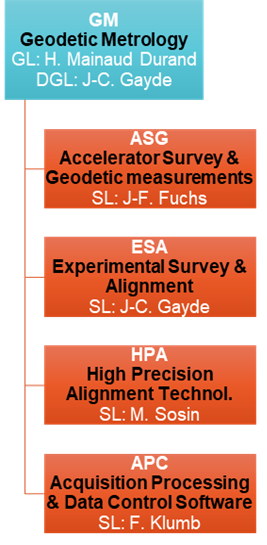 GM
Geodetic Metrology
GL: H. Mainaud Durand
DGL: J-C. Gayde
ASG
Accelerator Survey &
Geodetic measurements
SL: J-F. Fuchs
ESA
Experimental Survey &
Alignment
SL: J-C. Gayde
HPA
High Precision
Alignment Technol.
SL: M. Sosin
APC
Acquisition Processing
& Data Control Software
SL: F. Klumb